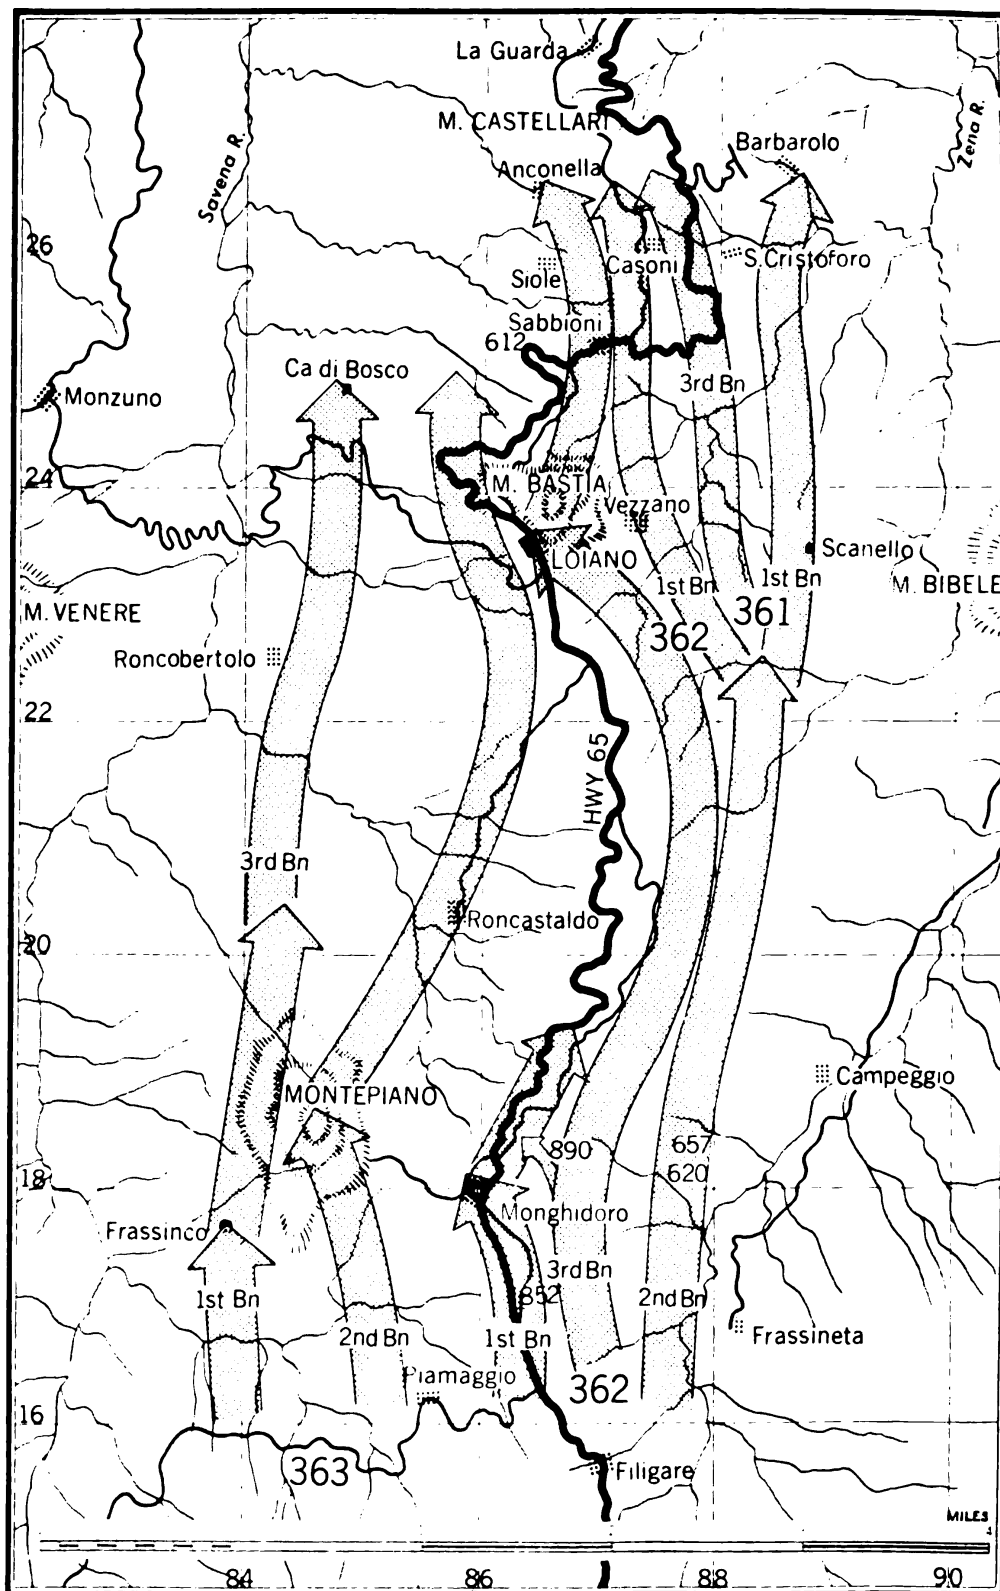 La Guarda
M. CASTELLARI
Barbarolo
Zena R.
Savena R.
Anconella
26
Siole
Casoni
S. Cristoforo
Sabbioni
612
Ca di Bosco
3rd Bn
Monzuno
24
M. BASTIA
Vezzano
LOIANO
Scanello
1st Bn
1st Bn
M. BIBELE
M. VENERE
361
362
Roncobertolo
22
HWY 65
3rd Bn
Roncastaldo
20
Campeggio
MONTEPIANO
890
657
620
18
Monghidoro
Frassinco
3rd Bn
852
1st Bn
2nd Bn
2nd Bn
1st Bn
Frassineta
Piamaggio
362
16
363
Filigare
MILES
4
84
86
88
90